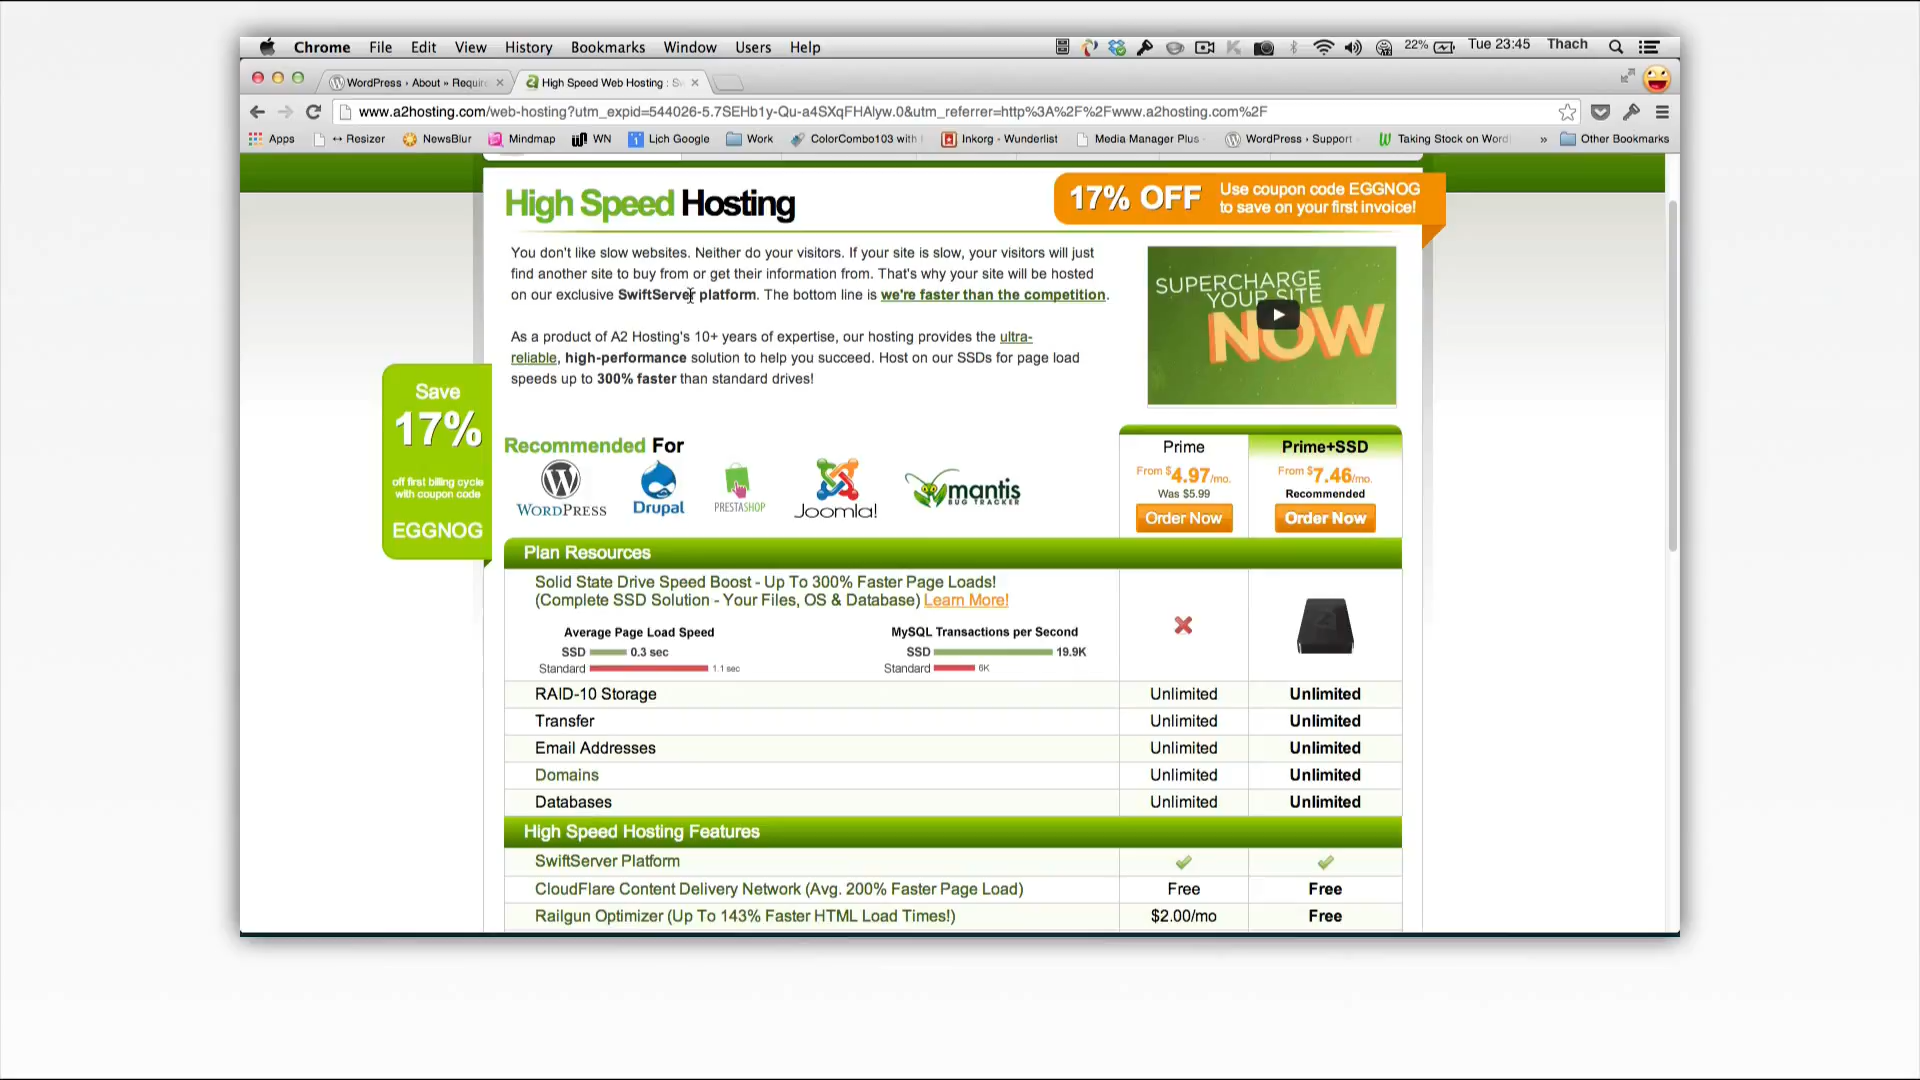 Chrome File Edit View History Bookmarks Window Users Help
22% Tue 23:45 Thach
WordPress › About » Requir
High Speed Web Hosting : S
www.a2hosting.com/web-hosting?utm_expid=544026-5.7SEHb1y-Qu-a4SXqFHAlyw.0&utm_referrer=http%3A%2F%2Fwww.a2hosting.com%2F
Apps ↔ Resizer NewsBlur Mindmap WN Lịch Google Work ColorCombo103 with Inkorg - Wunderlist Media Manager Plus WordPress › Support Taking Stock on Word » Other Bookmarks
High Speed Hosting
17% OFF
Use coupon code EGGNOG
to save on your first invoice!
You don't like slow websites. Neither do your visitors. If your site is slow, your visitors will just
find another site to buy from or get their information from. That's why your site will be hosted
on our exclusive SwiftServer platform. The bottom line is we're faster than the competition.
As a product of A2 Hosting's 10+ years of expertise, our hosting provides the ultra-
reliable, high-performance solution to help you succeed. Host on our SSDs for page load
speeds up to 300% faster than standard drives!
SUPERCHARGE
YOUR SITE
NOW
Save
17%
off first billing cycle
with coupon code
EGGNOG
Recommended For
WORDPRESS
Drupal
PRESTASHOP
Joomla!
mantis
BUG TRACKER
Prime
From $4.97/mo.
Was $5.99
Order Now
Prime+SSD
From $7.46/mo.
Recommended
Order Now
Plan Resources
Solid State Drive Speed Boost - Up To 300% Faster Page Loads!
(Complete SSD Solution - Your Files, OS & Database) Learn More!
Average Page Load Speed
SSD 0.3 sec
Standard 1.1 sec
MySQL Transactions per Second
SSD 19.9K
Standard 6K
RAID-10 Storage Unlimited Unlimited
Transfer Unlimited Unlimited
Email Addresses Unlimited Unlimited
Domains Unlimited Unlimited
Databases Unlimited Unlimited
High Speed Hosting Features
SwiftServer Platform
CloudFlare Content Delivery Network (Avg. 200% Faster Page Load) Free Free
Railgun Optimizer (Up To 143% Faster HTML Load Times!) $2.00/mo Free